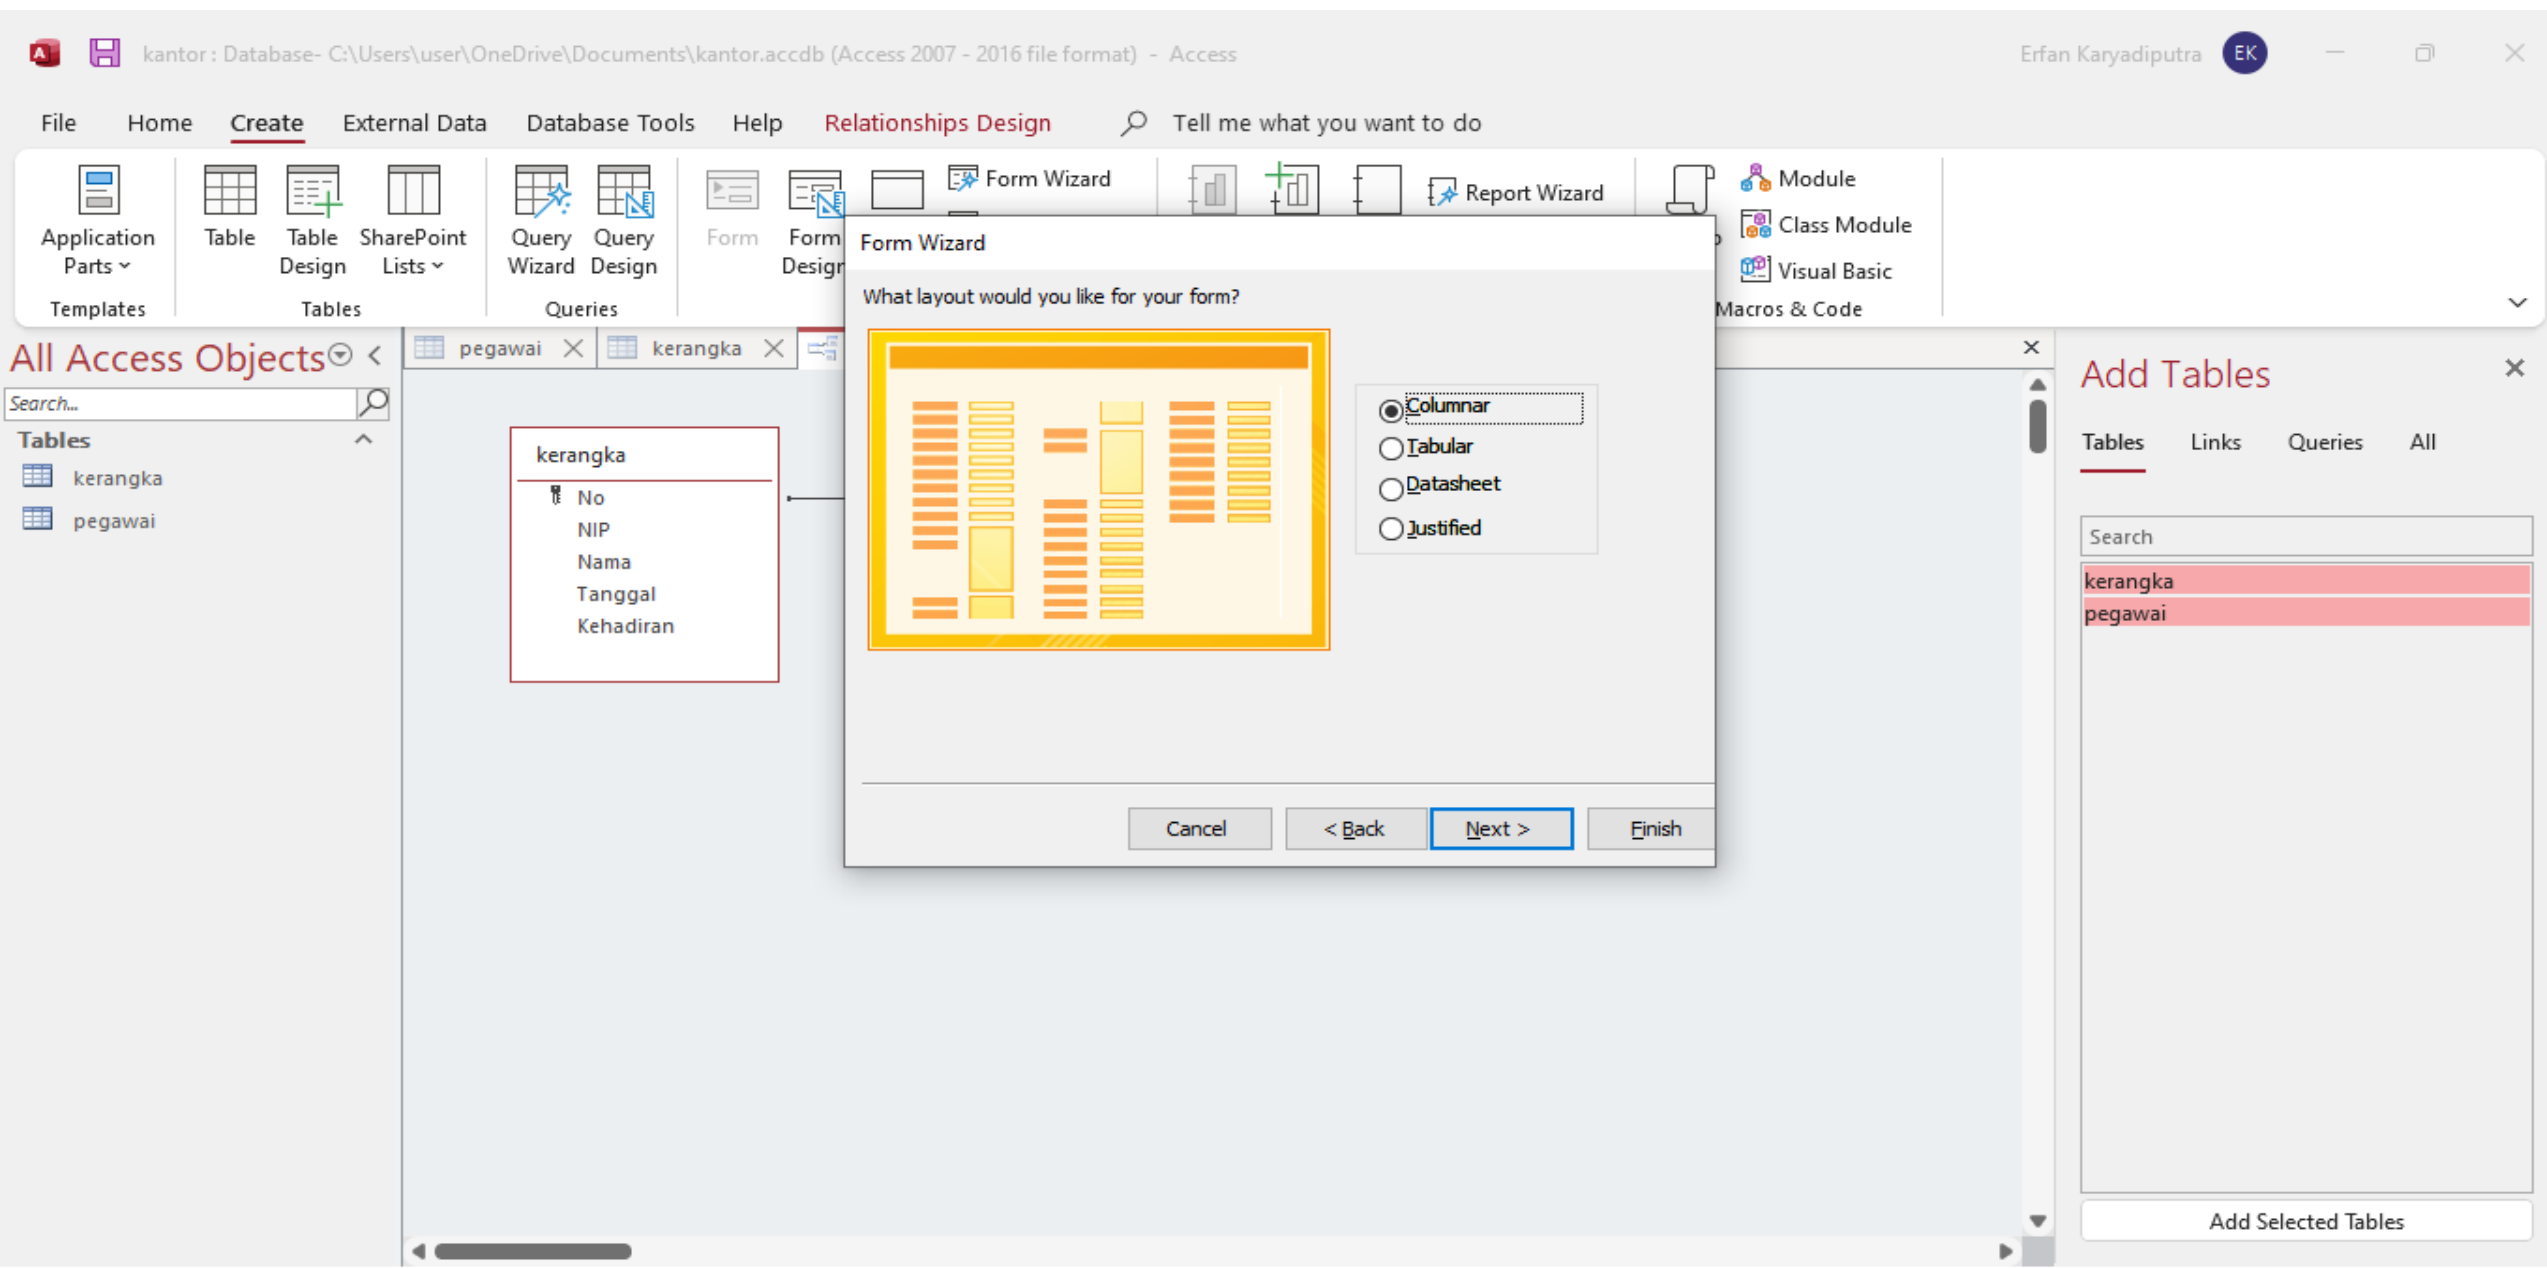 kantor : Database- C:\Users\user\OneDrive\Documents\kantor.accdb (Access 2007 - 2016 file format) - Access
Erfan Karyadiputra EK
File Home Create External Data Database Tools Help Relationships Design Tell me what you want to do
Application Parts
Templates
Table
Table Design
SharePoint Lists
Tables
Query Wizard
Query Design
Queries
Form
Form Design
Form Wizard
Report Wizard
Module
Class Module
Visual Basic
Macros & Code
All Access Objects
Search...
Tables
kerangka
pegawai
pegawai
kerangka
kerangka
No
NIP
Nama
Tanggal
Kehadiran
Form Wizard
What layout would you like for your form?
Columnar
Tabular
Datasheet
Justified
Cancel
< Back
Next >
Finish
Add Tables
Tables Links Queries All
Search
kerangka
pegawai
Add Selected Tables